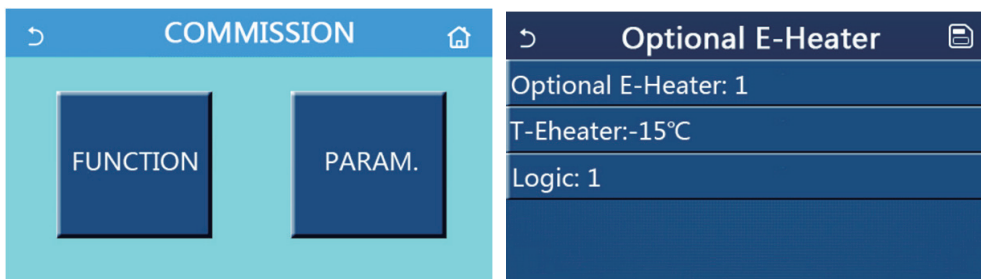 COMMISSION
FUNCTION
PARAM.
Optional E-Heater
Optional E-Heater: 1
T-Eheater:-15℃
Logic: 1